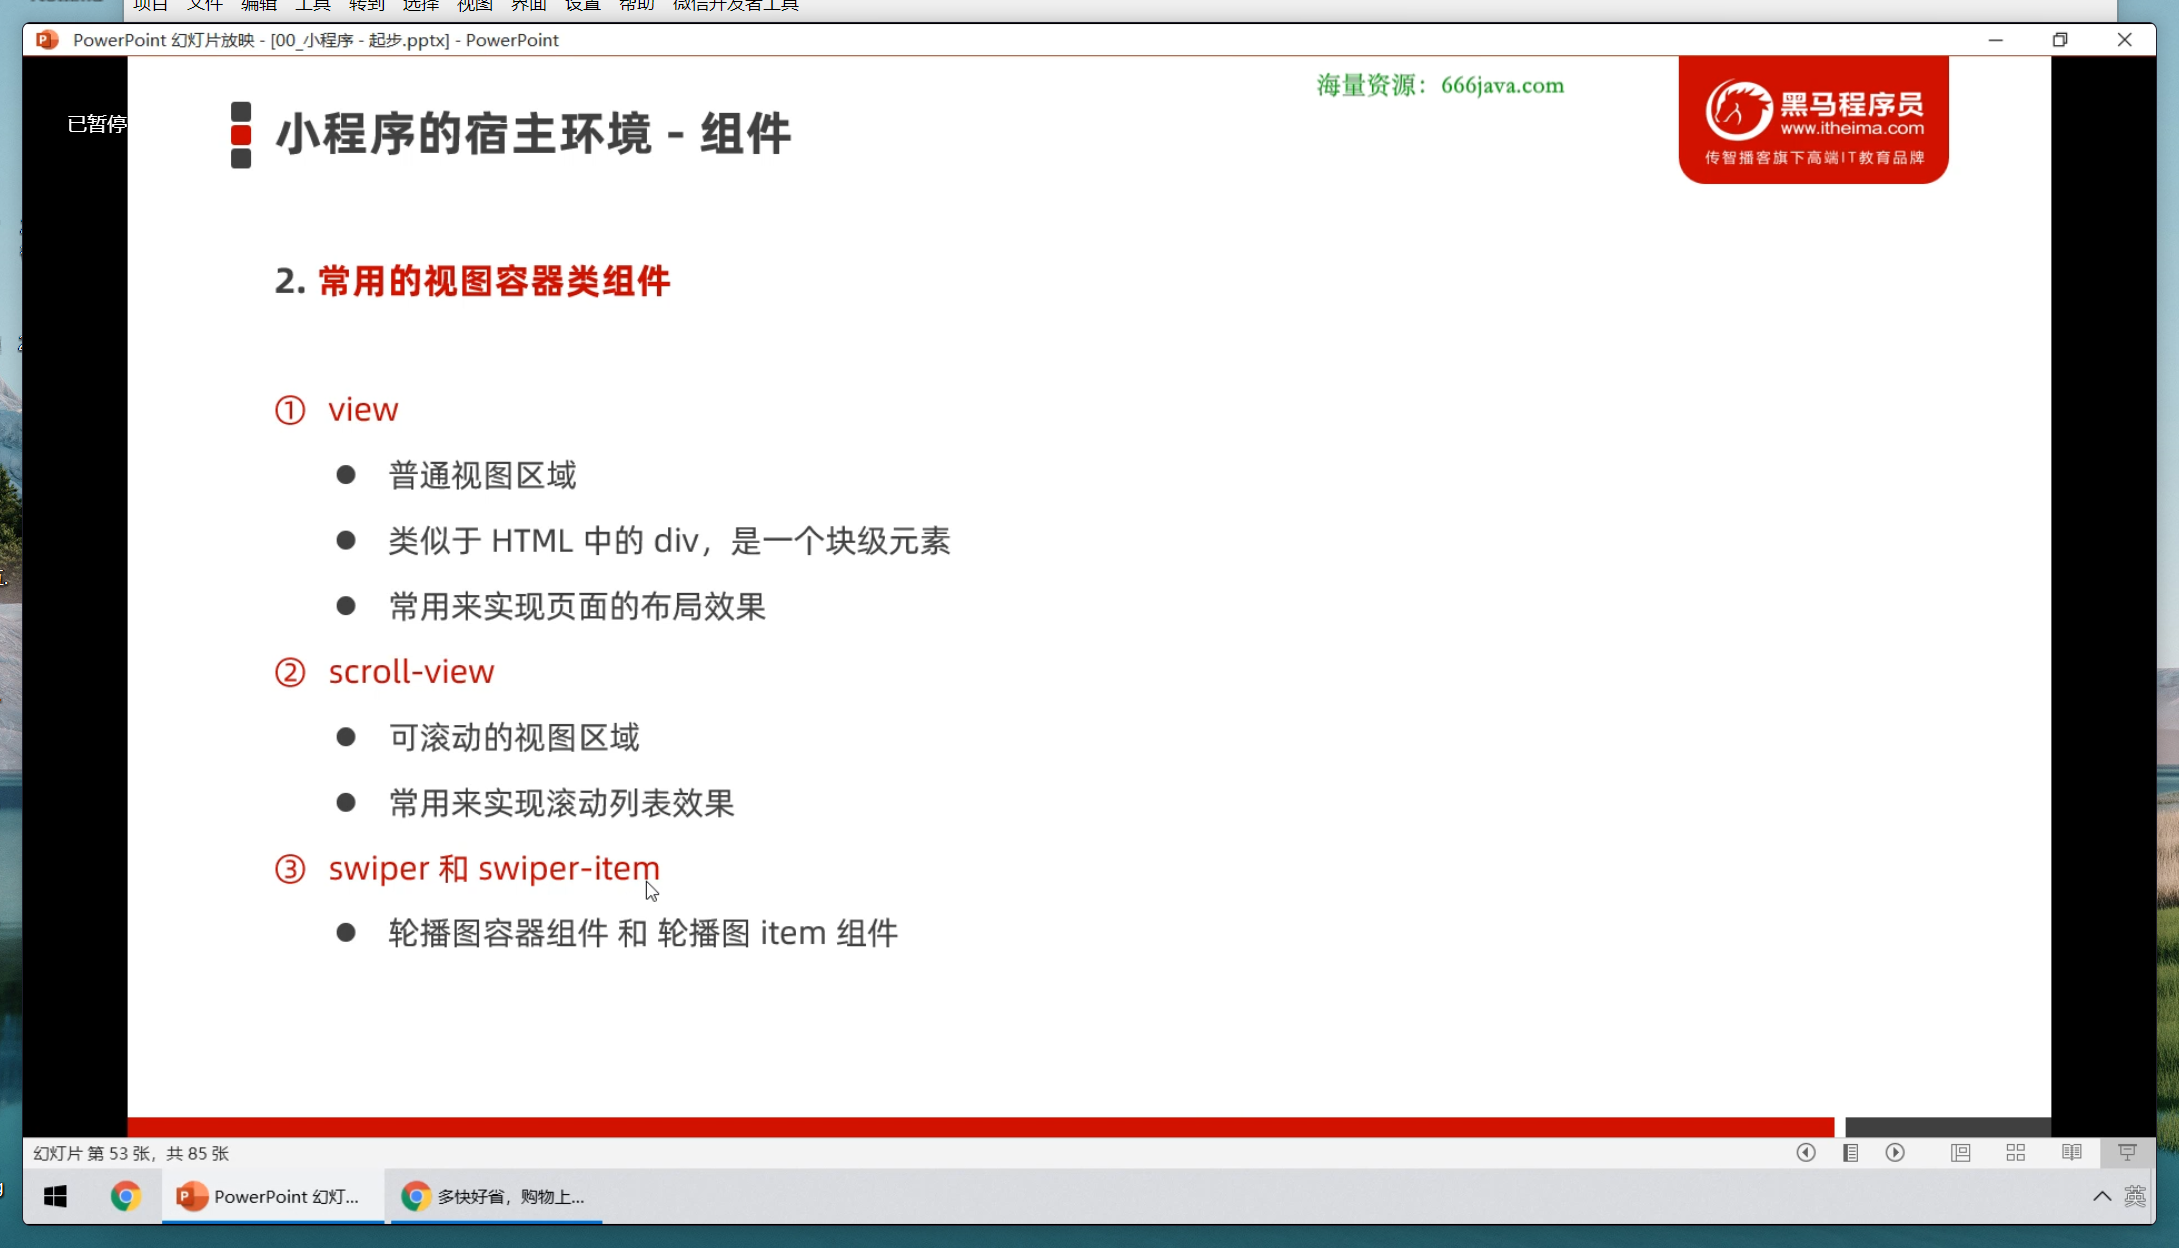 项目 文件 编辑 工具 转到 选择 视图 界面 设置 帮助 微信开发者工具
PowerPoint 幻灯片放映 - [00_小程序 - 起步.pptx] - PowerPoint
已暂停
海量资源：666java.com
黑马程序员
www.itheima.com
传智播客旗下高端IT教育品牌
小程序的宿主环境 - 组件
2. 常用的视图容器类组件
① view
● 普通视图区域
● 类似于 HTML 中的 div，是一个块级元素
● 常用来实现页面的布局效果
② scroll-view
● 可滚动的视图区域
● 常用来实现滚动列表效果
③ swiper 和 swiper-item
● 轮播图容器组件 和 轮播图 item 组件
幻灯片 第 53 张，共 85 张
PowerPoint 幻灯...
多快好省，购物上...
英